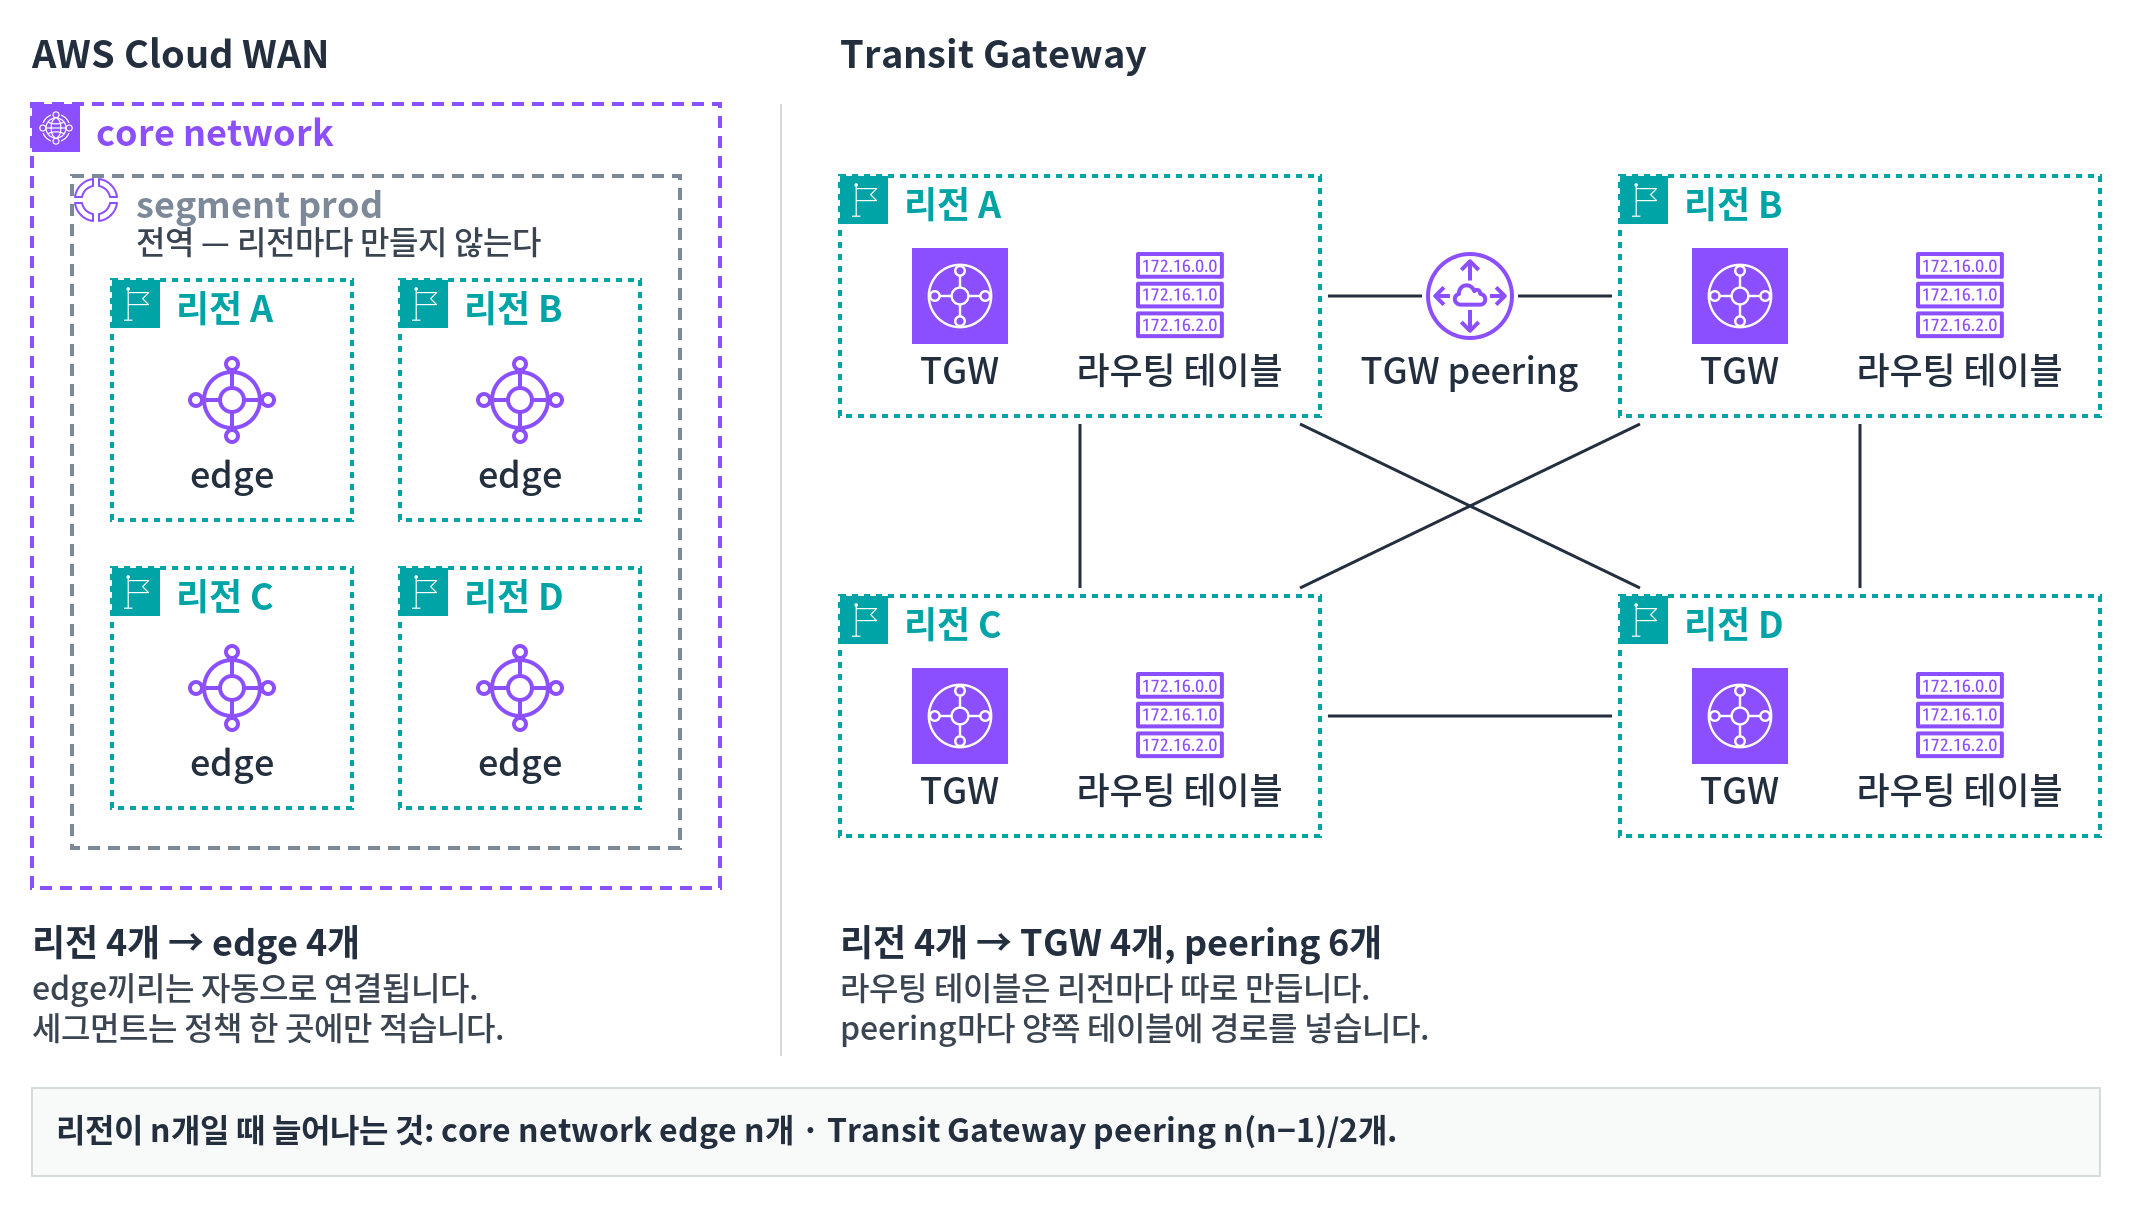 AWS Cloud WAN
core network
segment prod
전역 — 리전마다 만들지 않는다
리전 A
리전 B
edge
edge
리전 C
리전 D
edge
edge
리전 4개 → edge 4개
edge끼리는 자동으로 연결됩니다.
세그먼트는 정책 한 곳에만 적습니다.
Transit Gateway
리전 A
172.16.0.0
172.16.1.0
172.16.2.0
TGW
라우팅 테이블
TGW peering
리전 B
172.16.0.0
172.16.1.0
172.16.2.0
TGW
라우팅 테이블
리전 C
172.16.0.0
172.16.1.0
172.16.2.0
TGW
라우팅 테이블
리전 D
172.16.0.0
172.16.1.0
172.16.2.0
TGW
라우팅 테이블
리전 4개 → TGW 4개, peering 6개
라우팅 테이블은 리전마다 따로 만듭니다.
peering마다 양쪽 테이블에 경로를 넣습니다.
리전이 n개일 때 늘어나는 것: core network edge n개 · Transit Gateway peering n(n−1)/2개.